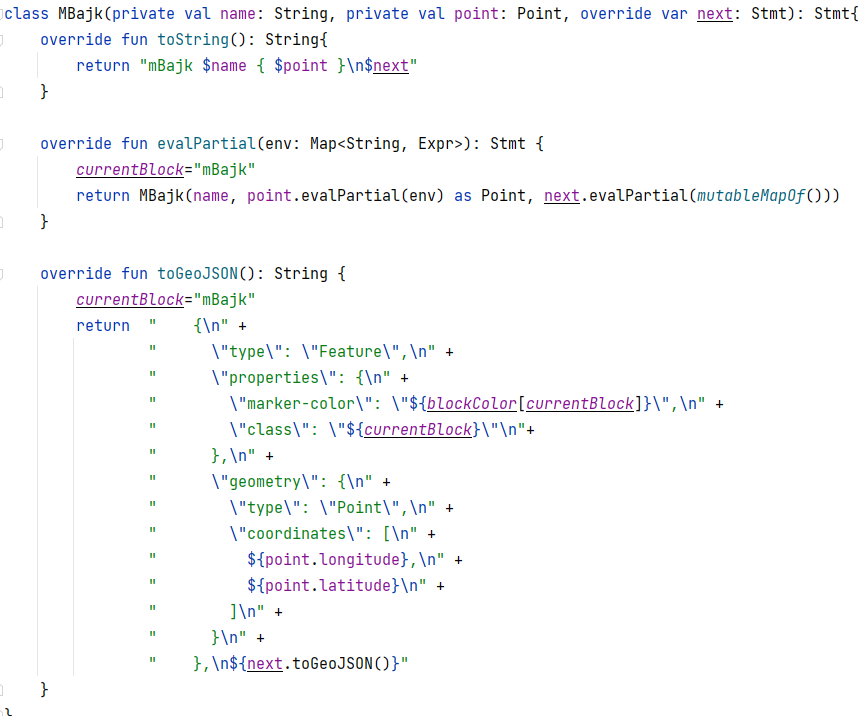 class MBajk(private val name: String, private val point: Point, override var next: Stmt): Stmt{
    override fun toString(): String{
        return "mBajk $name { $point }\n$next"
    }

    override fun evalPartial(env: Map<String, Expr>): Stmt {
        currentBlock="mBajk"
        return MBajk(name, point.evalPartial(env) as Point, next.evalPartial(mutableMapOf()))
    }

    override fun toGeoJSON(): String {
        currentBlock="mBajk"
        return  "    {\n" +
                "      \"type\": \"Feature\",\n" +
                "      \"properties\": {\n" +
                "        \"marker-color\": \"${blockColor[currentBlock]}\",\n" +
                "        \"class\": \"${currentBlock}\"\n"+
                "      },\n" +
                "      \"geometry\": {\n" +
                "        \"type\": \"Point\",\n" +
                "        \"coordinates\": [\n" +
                "          ${point.longitude},\n" +
                "          ${point.latitude}\n" +
                "        ]\n" +
                "      }\n" +
                "    },\n${next.toGeoJSON()}"
    }
}